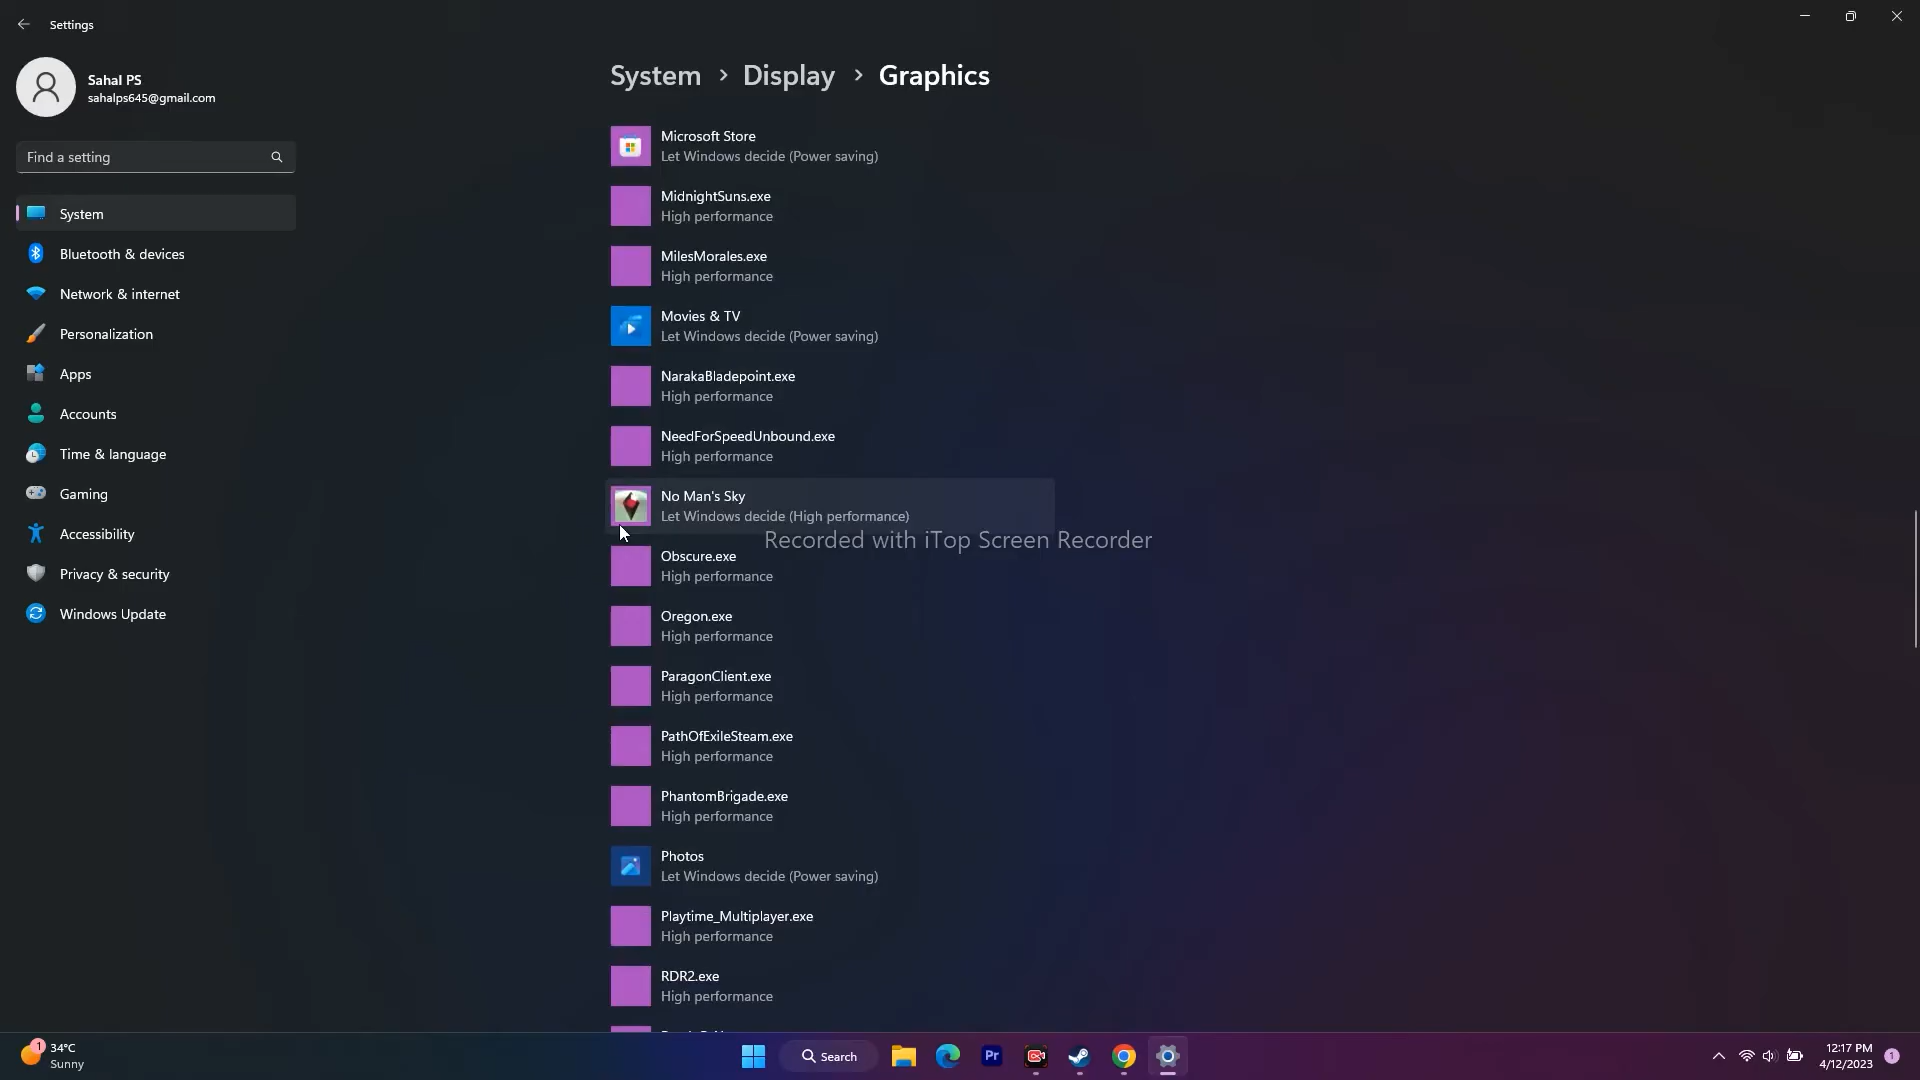 Settings
Sahal PS
sahalps645@gmail.com
Find a setting
System
Bluetooth & devices
Network & internet
Personalization
Apps
Accounts
Time & language
Gaming
Accessibility
Privacy & security
Windows Update
System > Display > Graphics
Microsoft Store
Let Windows decide (Power saving)
MidnightSuns.exe
High performance
MilesMorales.exe
High performance
Movies & TV
Let Windows decide (Power saving)
NarakaBladepoint.exe
High performance
NeedForSpeedUnbound.exe
High performance
No Man's Sky
Let Windows decide (High performance)
Recorded with iTop Screen Recorder
Obscure.exe
High performance
Oregon.exe
High performance
ParagonClient.exe
High performance
PathOfExileSteam.exe
High performance
PhantomBrigade.exe
High performance
Photos
Let Windows decide (Power saving)
Playtime_Multiplayer.exe
High performance
RDR2.exe
High performance
1
34°C
Sunny
Search
Pr
12:17 PM
4/12/2023
1